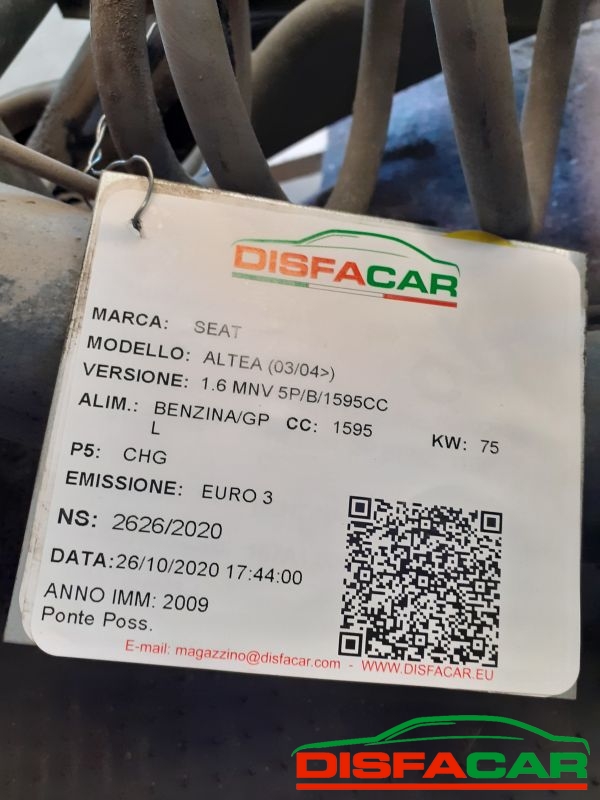 DISFACAR
MARCA: SEAT
MODELLO: ALTEA (03/04>)
VERSIONE: 1.6 MNV 5P/B/1595CC
ALIM.: BENZINA/GP CC: 1595 KW: 75
L
P5: CHG
EMISSIONE: EURO 3
NS: 2626/2020
DATA:26/10/2020 17:44:00
ANNO IMM: 2009
Ponte Poss.
E-mail: magazzino@disfacar.com - WWW.DISFACAR.EU
DISFACAR